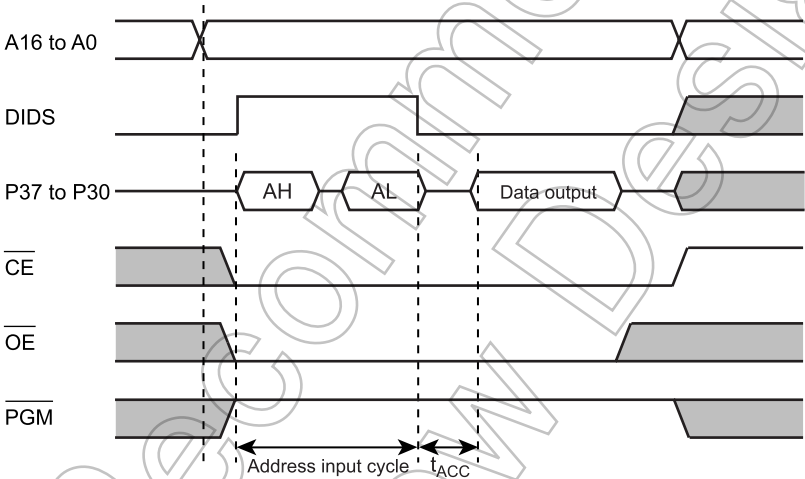 A16 to A0
DIDS
P37 to P30
AH
AL
Data output
CE
OE
PGM
Address input cycle
tACC